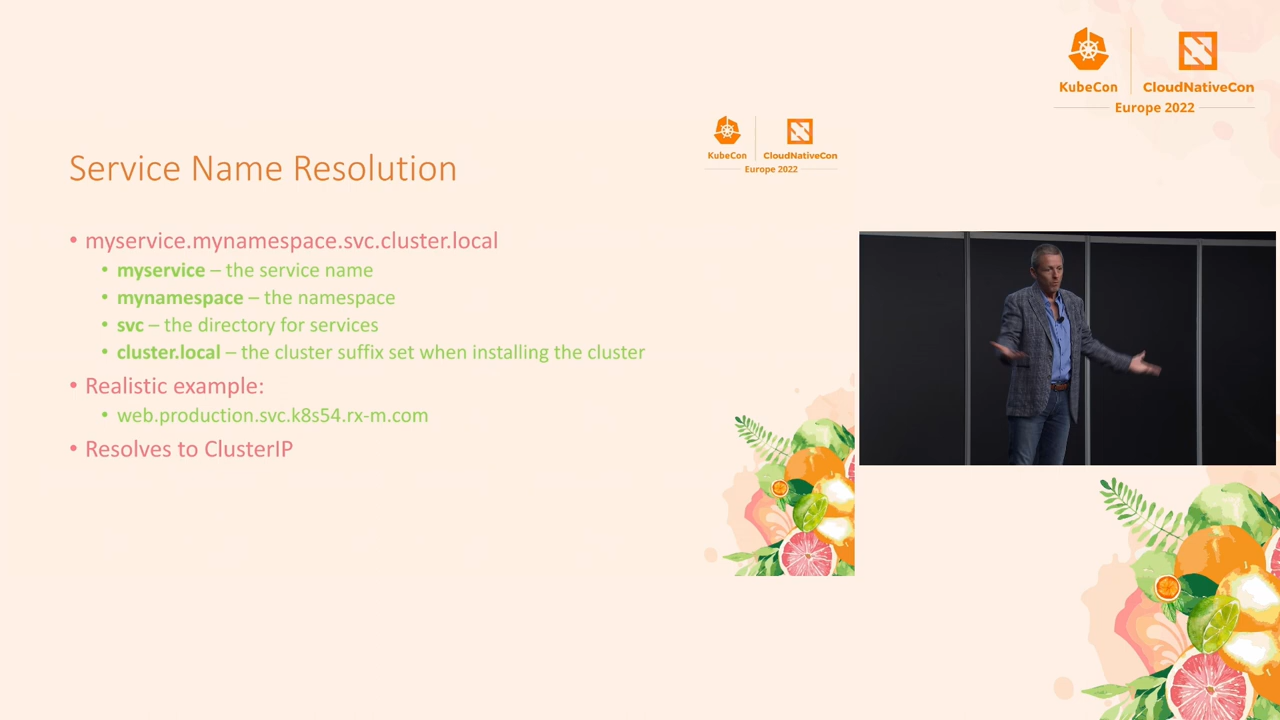 KubeCon
CloudNativeCon
Europe 2022
KubeCon
CloudNativeCon
Europe 2022
Service Name Resolution
• myservice.mynamespace.svc.cluster.local
• myservice – the service name
• mynamespace – the namespace
• svc – the directory for services
• cluster.local – the cluster suffix set when installing the cluster
• Realistic example:
• web.production.svc.k8s54.rx-m.com
• Resolves to ClusterIP